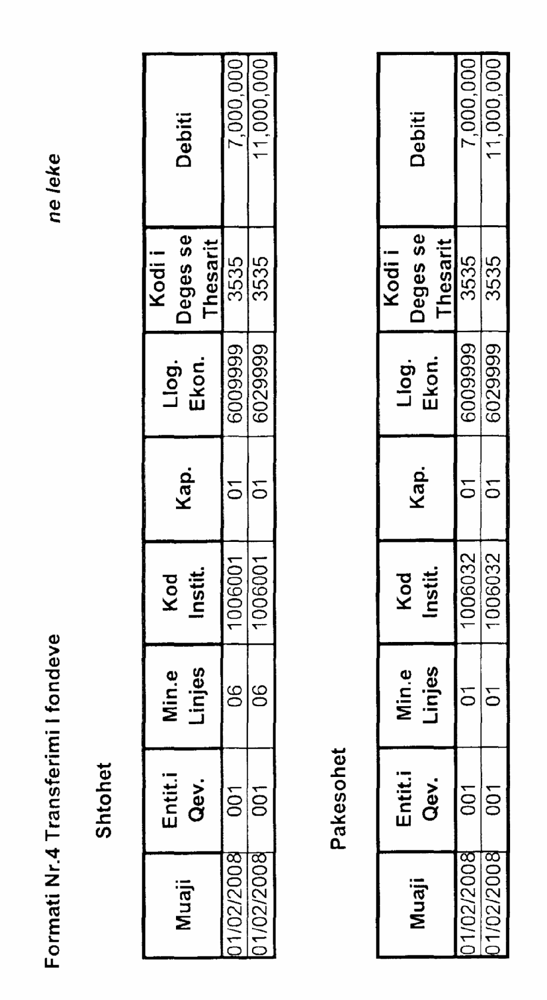 Formati Nr.4 Transferimi I fondeve ne leke
Shtohet
Muaji Entit.i Qev. Min.e Linjes Kod Instit. Kap. Llog. Ekon. Kodi i Deges se Thesarit Debiti
01/02/2008 001 06 1006001 01 6009999 3535 7,000,000
01/02/2008 001 06 1006001 01 6029999 3535 11,000,000
Pakesohet
Muaji Entit.i Qev. Min.e Linjes Kod Instit. Kap. Llog. Ekon. Kodi i Deges se Thesarit Debiti
01/02/2008 001 01 1006032 01 6009999 3535 7,000,000
01/02/2008 001 01 1006032 01 6029999 3535 11,000,000